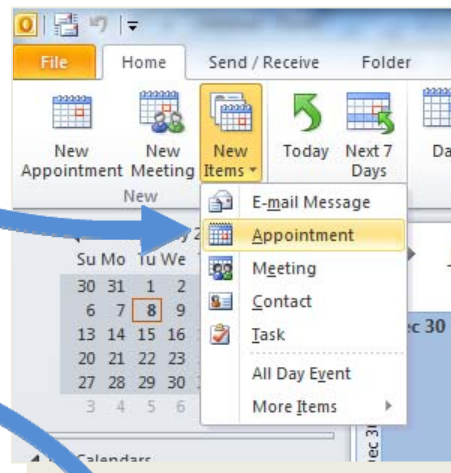 File Home Send / Receive Folder
New Appointment New Meeting New Items Today Next 7 Days
New
E-mail Message
Appointment
Meeting
Contact
Task
All Day Event
More Items
Su Mo Tu We
30 31 1 2
6 7 8 9
13 14 15 16
20 21 22 23
27 28 29 30
3 4 5 6
Calendars